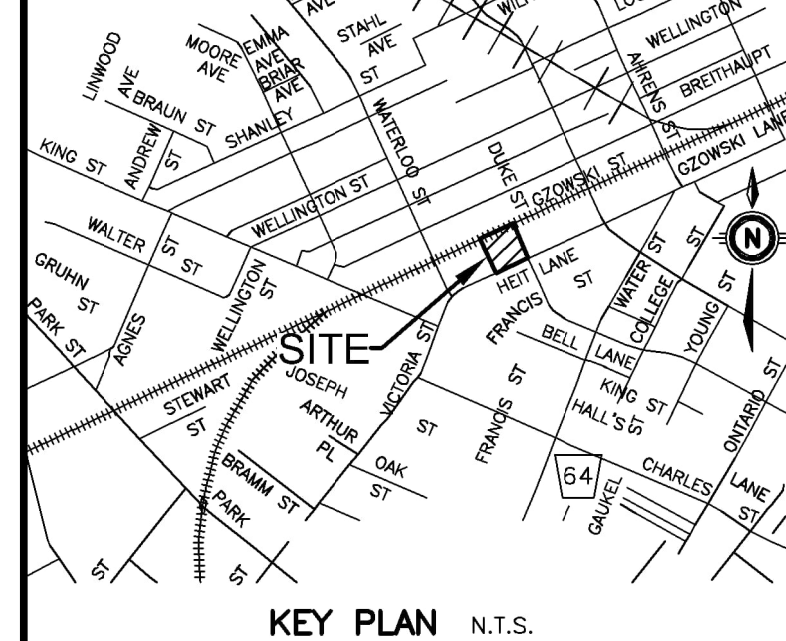 AVE
STAHL
AVE
ST
EMMA
AVE
BRIAR
AVE
MOORE
AVE
LINWOOD
AVE
BRAUN ST
SHANLEY
ANDREW
ST
KING ST
WATERLOO ST
WELLINGTON
AHRENS ST
BREITHAUPT
GZOWSKI LANE
DUKE ST
GZOWSKI ST
WELLINGTON ST
WALTER
ST
ST
GRUHN
ST
PARK ST
AGNES
WELLINGTON
ST
HEIT LANE
ST
FRANCIS
WATER ST
COLLEGE
ST
N
YOUNG
ST
BELL LANE
KING ST
HALL'S
ST
ONTARIO
ST
SITE
JOSEPH
STEWART
ST
ARTHUR
PL
VICTORIA ST
ST
FRANCIS ST
OAK
ST
BRAMM ST
PARK
ST
ST
64
GAUKEL
CHARLES
LANE
ST
KEY PLAN N.T.S.